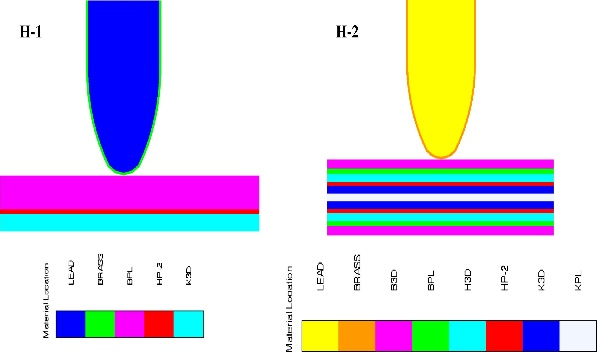 H-1
H-2
Material Location
LEAD
BRASS
BPL
HP-2
K3D
Material Location
LEAD
BRASS
B3D
BPL
H3D
HP-2
K3D
KPL